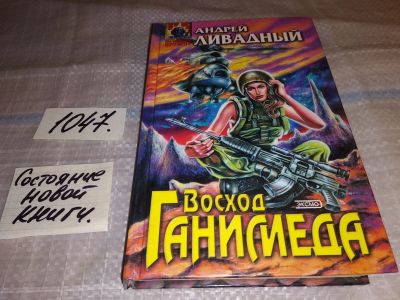 АНДРЕЙ
ЛИВАДНЫЙ
1047.
Состояние
новой
книги.
Восход
ГАНИМЕДА
ЭКСМО